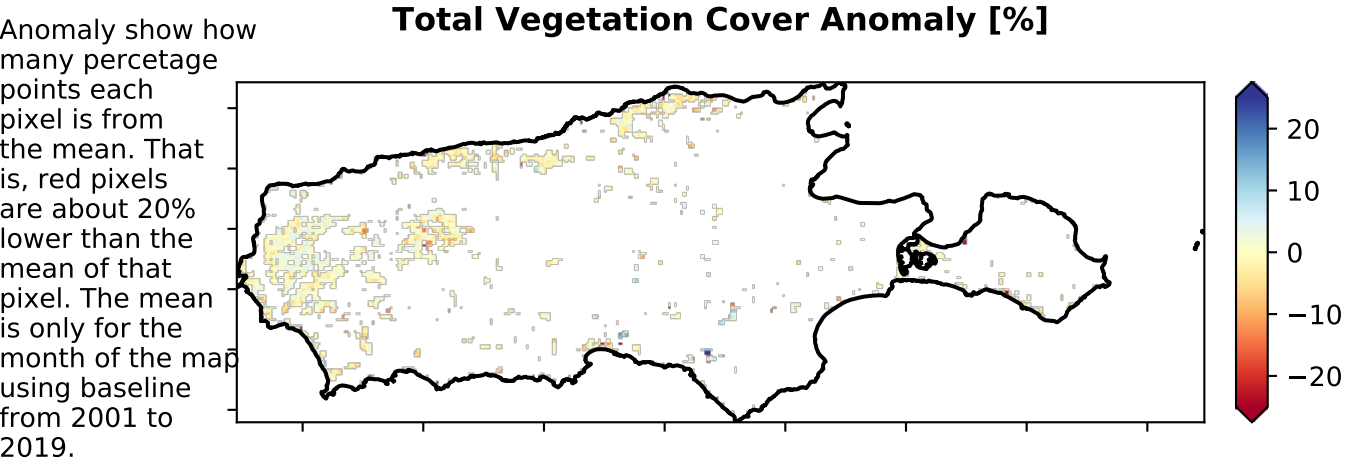 Total Vegetation Cover Anomaly [%]
Anomaly show how
many percetage
points each
pixel is from
the mean. That
is, red pixels
are about 20%
lower than the
mean of that
pixel. The mean
is only for the
month of the map
using baseline
from 2001 to
2019.
20
10
0
−10
−20